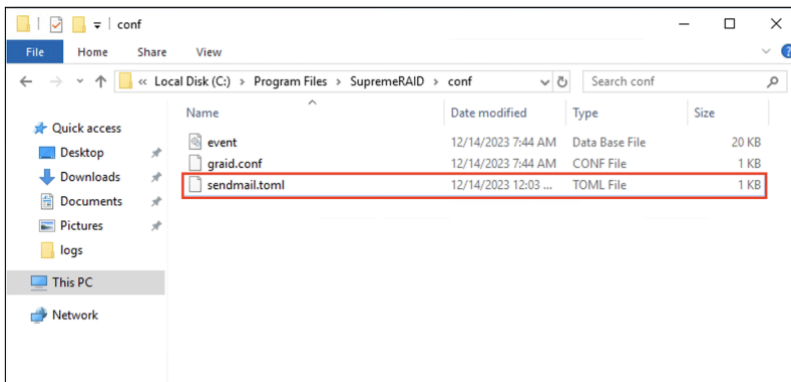 conf
File Home Share View
« Local Disk (C:) > Program Files > SupremeRAID > conf
Search conf
Name Date modified Type Size
Quick access
Desktop
Downloads
Documents
Pictures
logs
This PC
Network
event 12/14/2023 7:44 AM Data Base File 20 KB
graid.conf 12/14/2023 7:44 AM CONF File 1 KB
sendmail.toml 12/14/2023 12:03 ... TOML File 1 KB